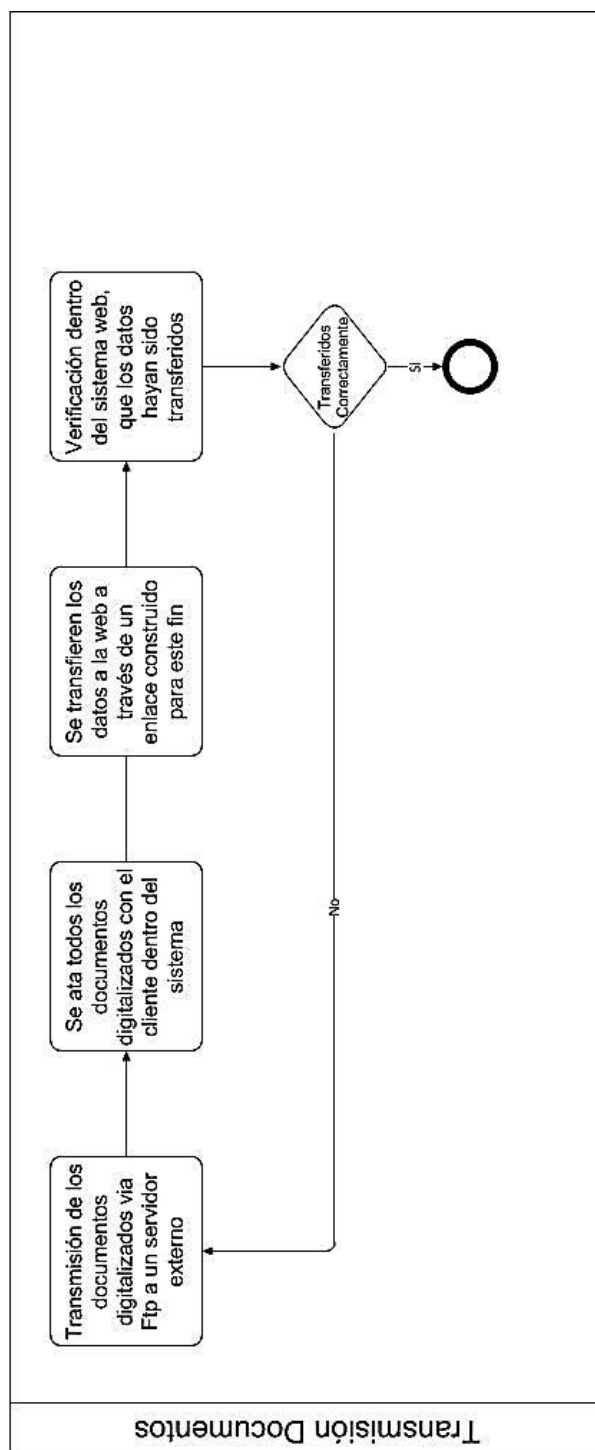 Transmisión Documentos
Transmisión de los
documentos
digitalizados via
Ftp a un servidor
externo
Se ata todos los
documentos
digitalizados con el
cliente dentro del
sistema
Se transfieren los
datos a la web a
través de un
enlace construido
para este fin
Verificación dentro
del sistema web,
que los datos
hayan sido
transferidos
Transferidos
Correctamente
No
Si